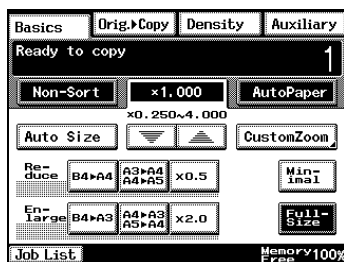 Basics Orig.▸Copy Density Auxiliary
Ready to copy 1
Non-Sort ×1.000 AutoPaper
×0.250~4.000
Auto Size CustomZoom
Re-duce B4▸A4 A3▸A4 A4▸A5 ×0.5 Min-imal
En-large B4▸A3 A4▸A3 A5▸A4 ×2.0 Full-Size
Job List Memory Free 100%